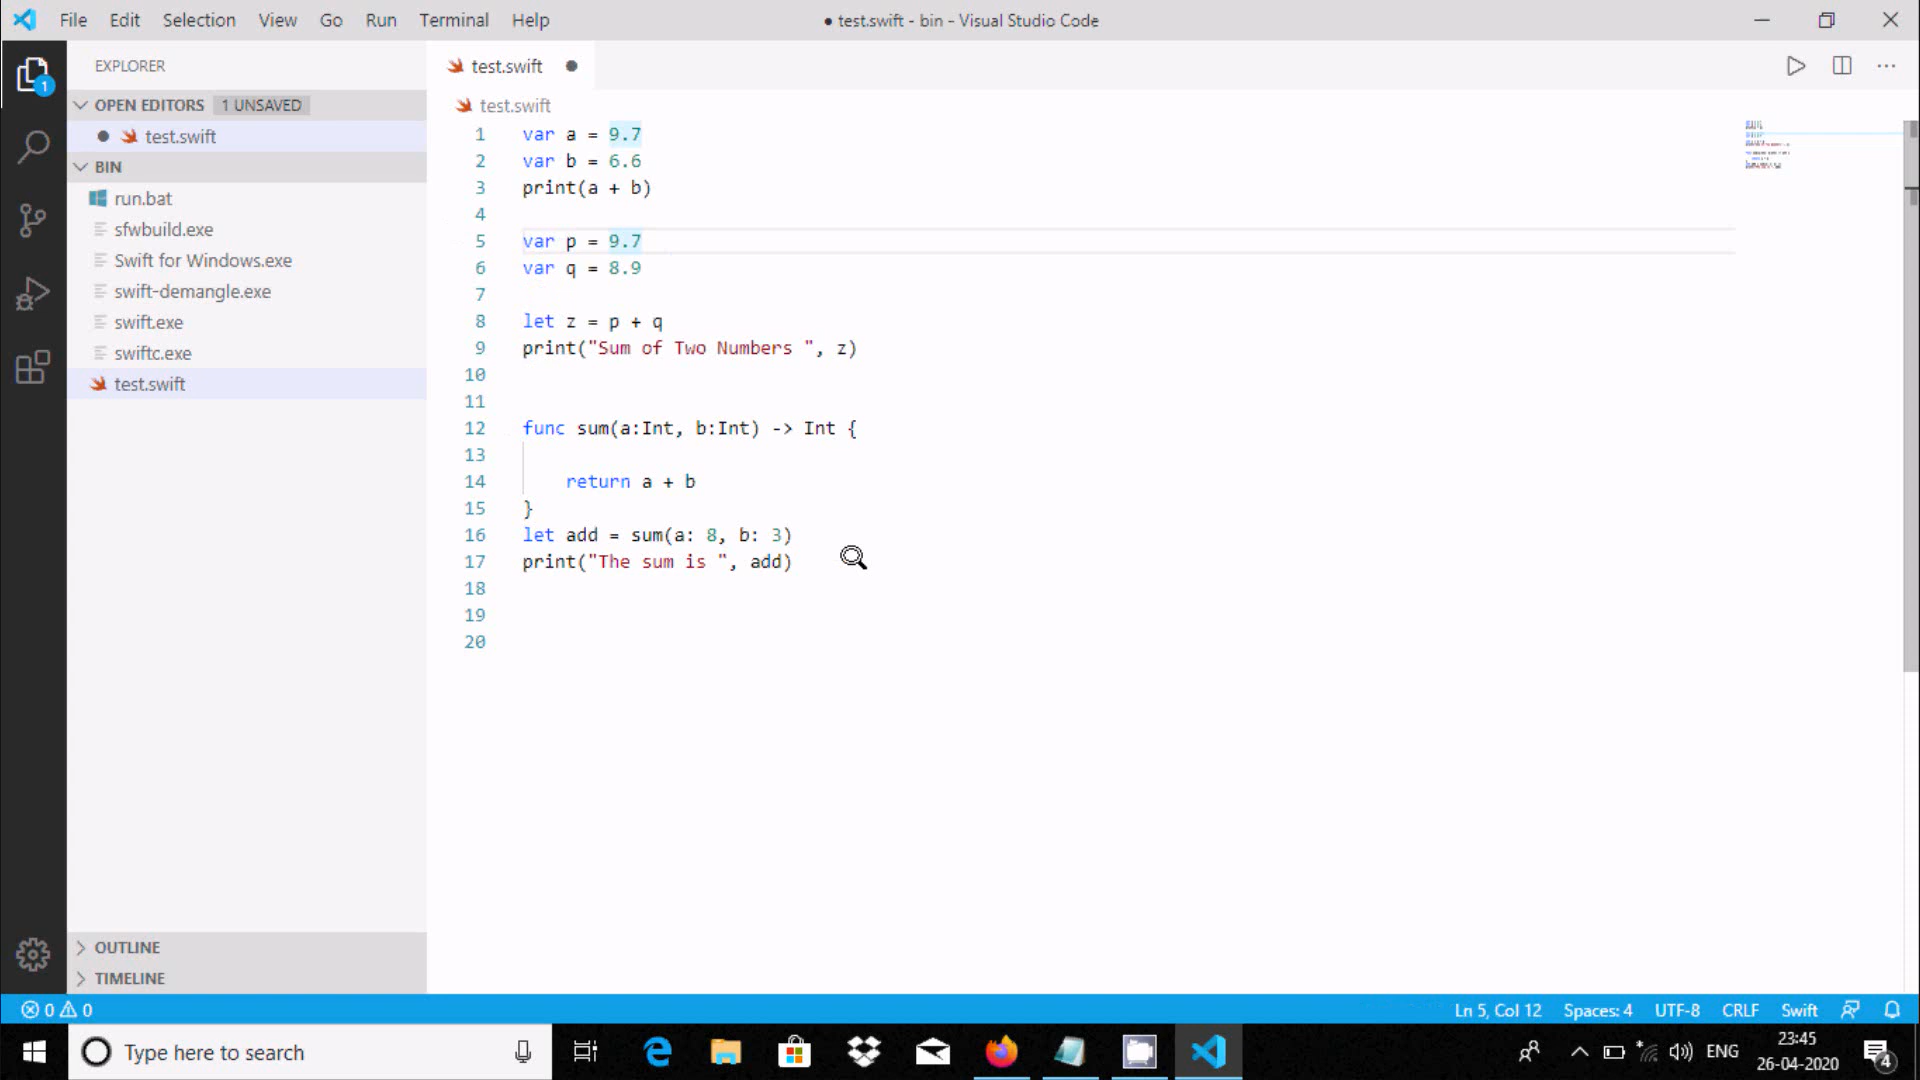 File Edit Selection View Go Run Terminal Help
● test.swift - bin - Visual Studio Code
EXPLORER
OPEN EDITORS 1 UNSAVED
● test.swift
BIN
run.bat
sfwbuild.exe
Swift for Windows.exe
swift-demangle.exe
swift.exe
swiftc.exe
test.swift
OUTLINE
TIMELINE
1
test.swift ●
test.swift
1 var a = 9.7
2 var b = 6.6
3 print(a + b)
4
5 var p = 9.7
6 var q = 8.9
7
8 let z = p + q
9 print("Sum of Two Numbers ", z)
10
11
12 func sum(a:Int, b:Int) -> Int {
13
14     return a + b
15 }
16 let add = sum(a: 8, b: 3)
17 print("The sum is ", add)
18
19
20
0 0
Ln 5, Col 12 Spaces: 4 UTF-8 CRLF Swift
Type here to search
ENG
23:45
26-04-2020
4